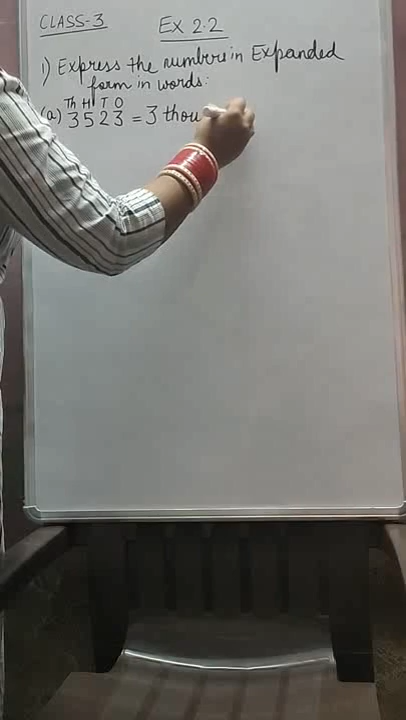 CLASS-3
Ex 2.2
1) Express the numbers in Expanded
form in words:
Th H T O
(a) 3523 = 3 thou